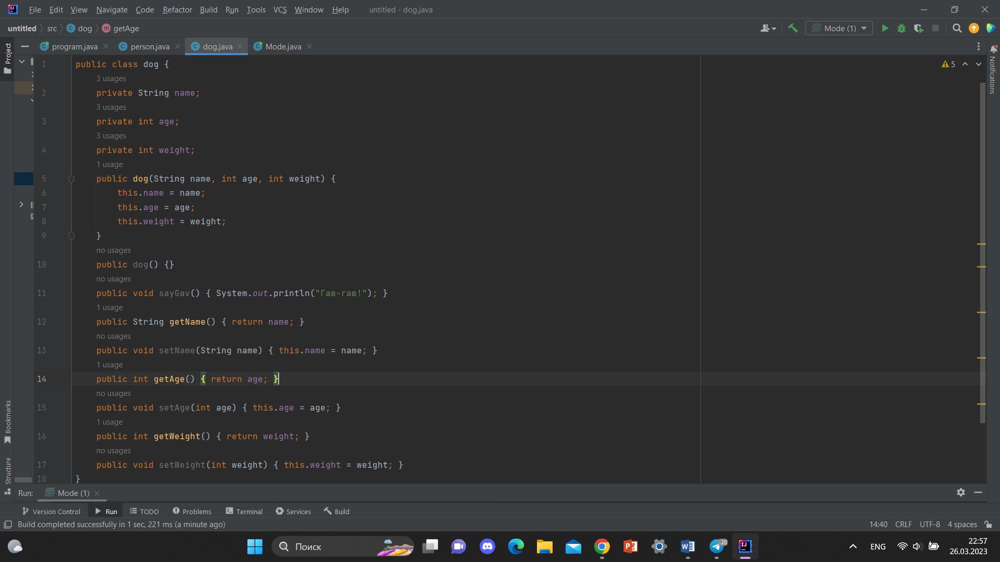 File Edit View Navigate Code Refactor Build Run Tools VCS Window Help untitled - dog.java
untitled src dog getAge Mode (1)
Project program.java person.java dog.java Mode.java Notifications
1 public class dog { 5
3 usages
2 private String name;
3 usages
3 private int age;
3 usages
4 private int weight;
1 usage
5 public dog(String name, int age, int weight) {
6 this.name = name;
7 this.age = age;
8 this.weight = weight;
9 }
no usages
10 public dog() {}
no usages
11 public void sayGav() { System.out.println("Гав-гав!"); }
1 usage
12 public String getName() { return name; }
no usages
13 public void setName(String name) { this.name = name; }
1 usage
14 public int getAge() { return age; }
no usages
15 public void setAge(int age) { this.age = age; }
1 usage
16 public int getWeight() { return weight; }
no usages
17 public void setWeight(int weight) { this.weight = weight; }
18 }
Bookmarks
Structure
Run: Mode (1)
Version Control Run TODO Problems Terminal Services Build
Build completed successfully in 1 sec, 221 ms (a minute ago) 14:40 CRLF UTF-8 4 spaces
Поиск ENG 22:57
26.03.2023